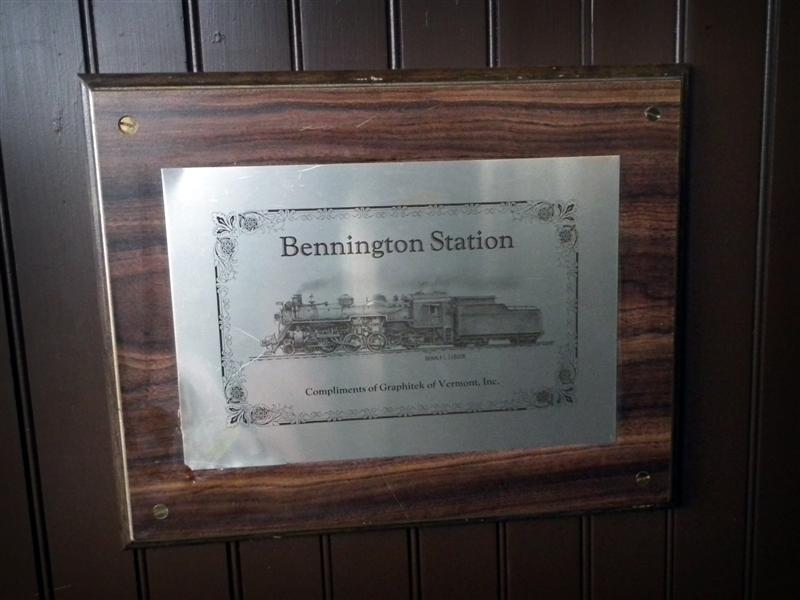 Bennington Station
Compliments of Graphitek of Vermont, Inc.